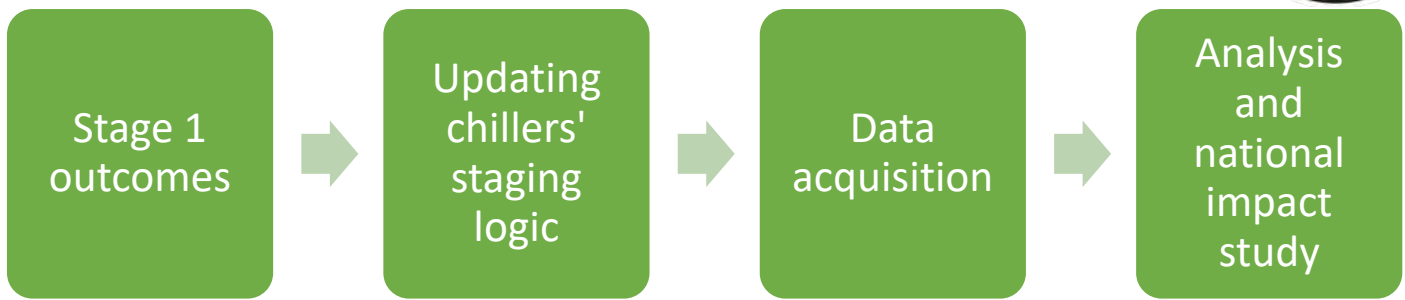 Stage 1
outcomes
Updating
chillers'
staging
logic
Data
acquisition
Analysis
and
national
impact
study